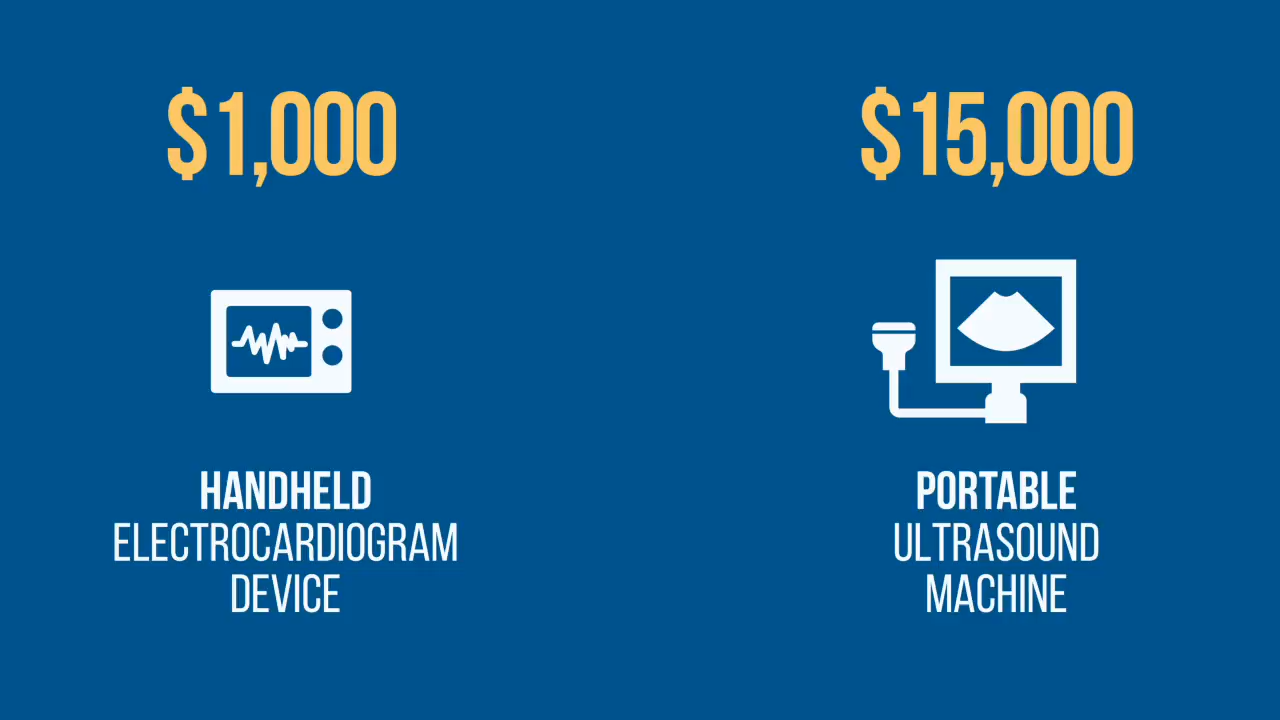 $1,000
HANDHELD
ELECTROCARDIOGRAM
DEVICE
$15,000
PORTABLE
ULTRASOUND
MACHINE